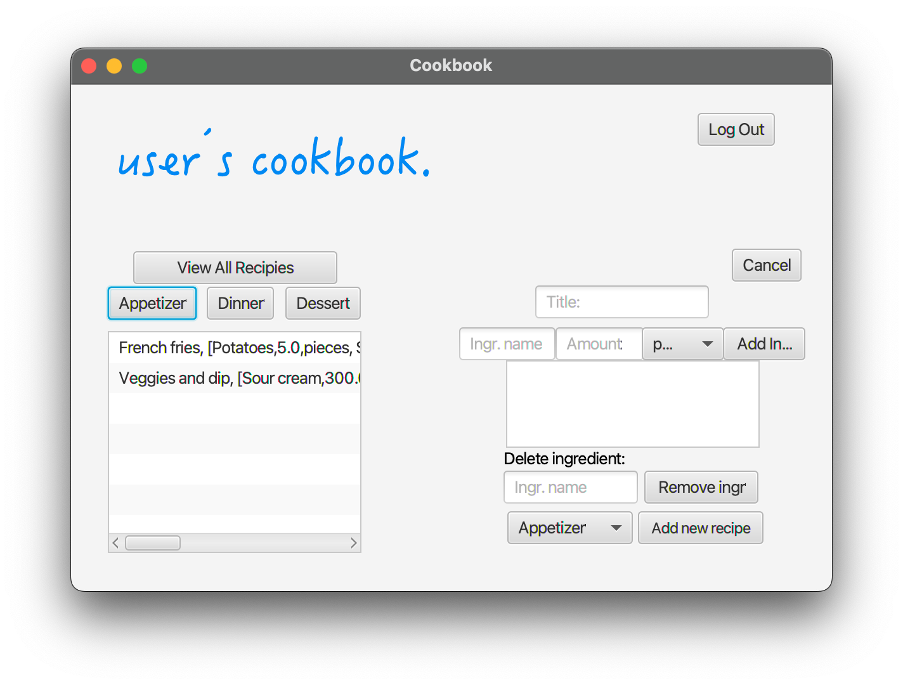 Cookbook
user's cookbook.
Log Out
View All Recipies
Cancel
Appetizer Dinner Dessert
Title:
Ingr. name Amount: p... Add In...
French fries, [Potatoes,5.0,pieces, S
Veggies and dip, [Sour cream,300.0
Delete ingredient:
Ingr. name Remove ingr
Appetizer Add new recipe